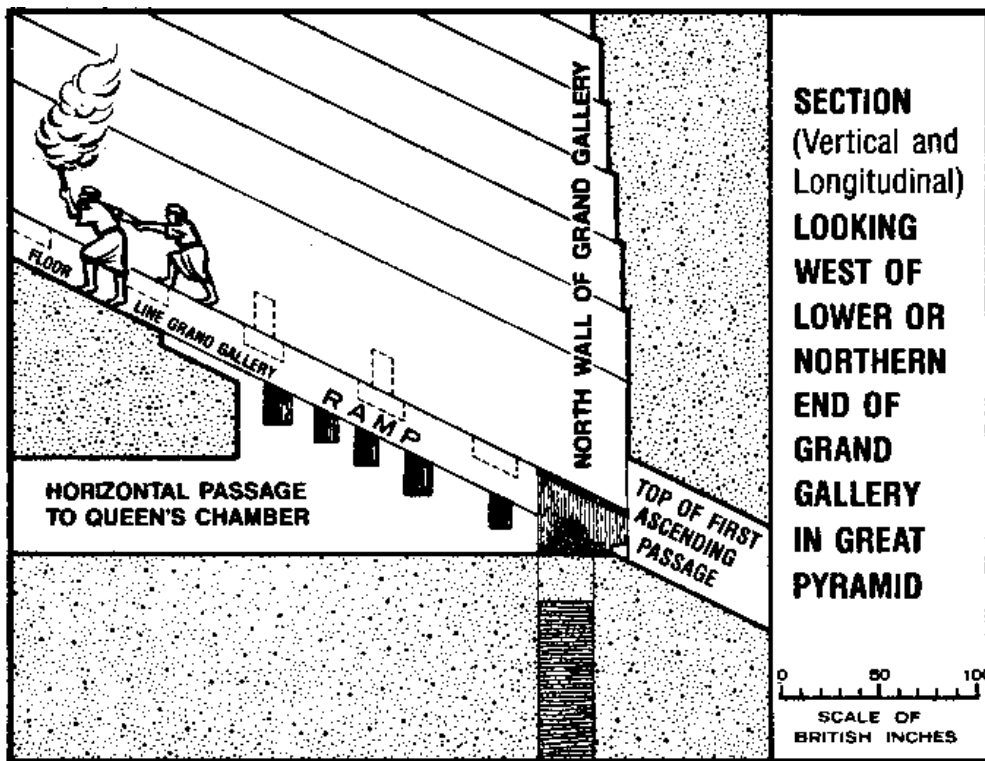 NORTH WALL OF GRAND GALLERY
FLOOR
LINE GRAND GALLERY
RAMP
HORIZONTAL PASSAGE
TO QUEEN'S CHAMBER
TOP OF FIRST
ASCENDING
PASSAGE
SECTION
(Vertical and
Longitudinal)
LOOKING
WEST OF
LOWER OR
NORTHERN
END OF
GRAND
GALLERY
IN GREAT
PYRAMID
0 50 100
SCALE OF
BRITISH INCHES